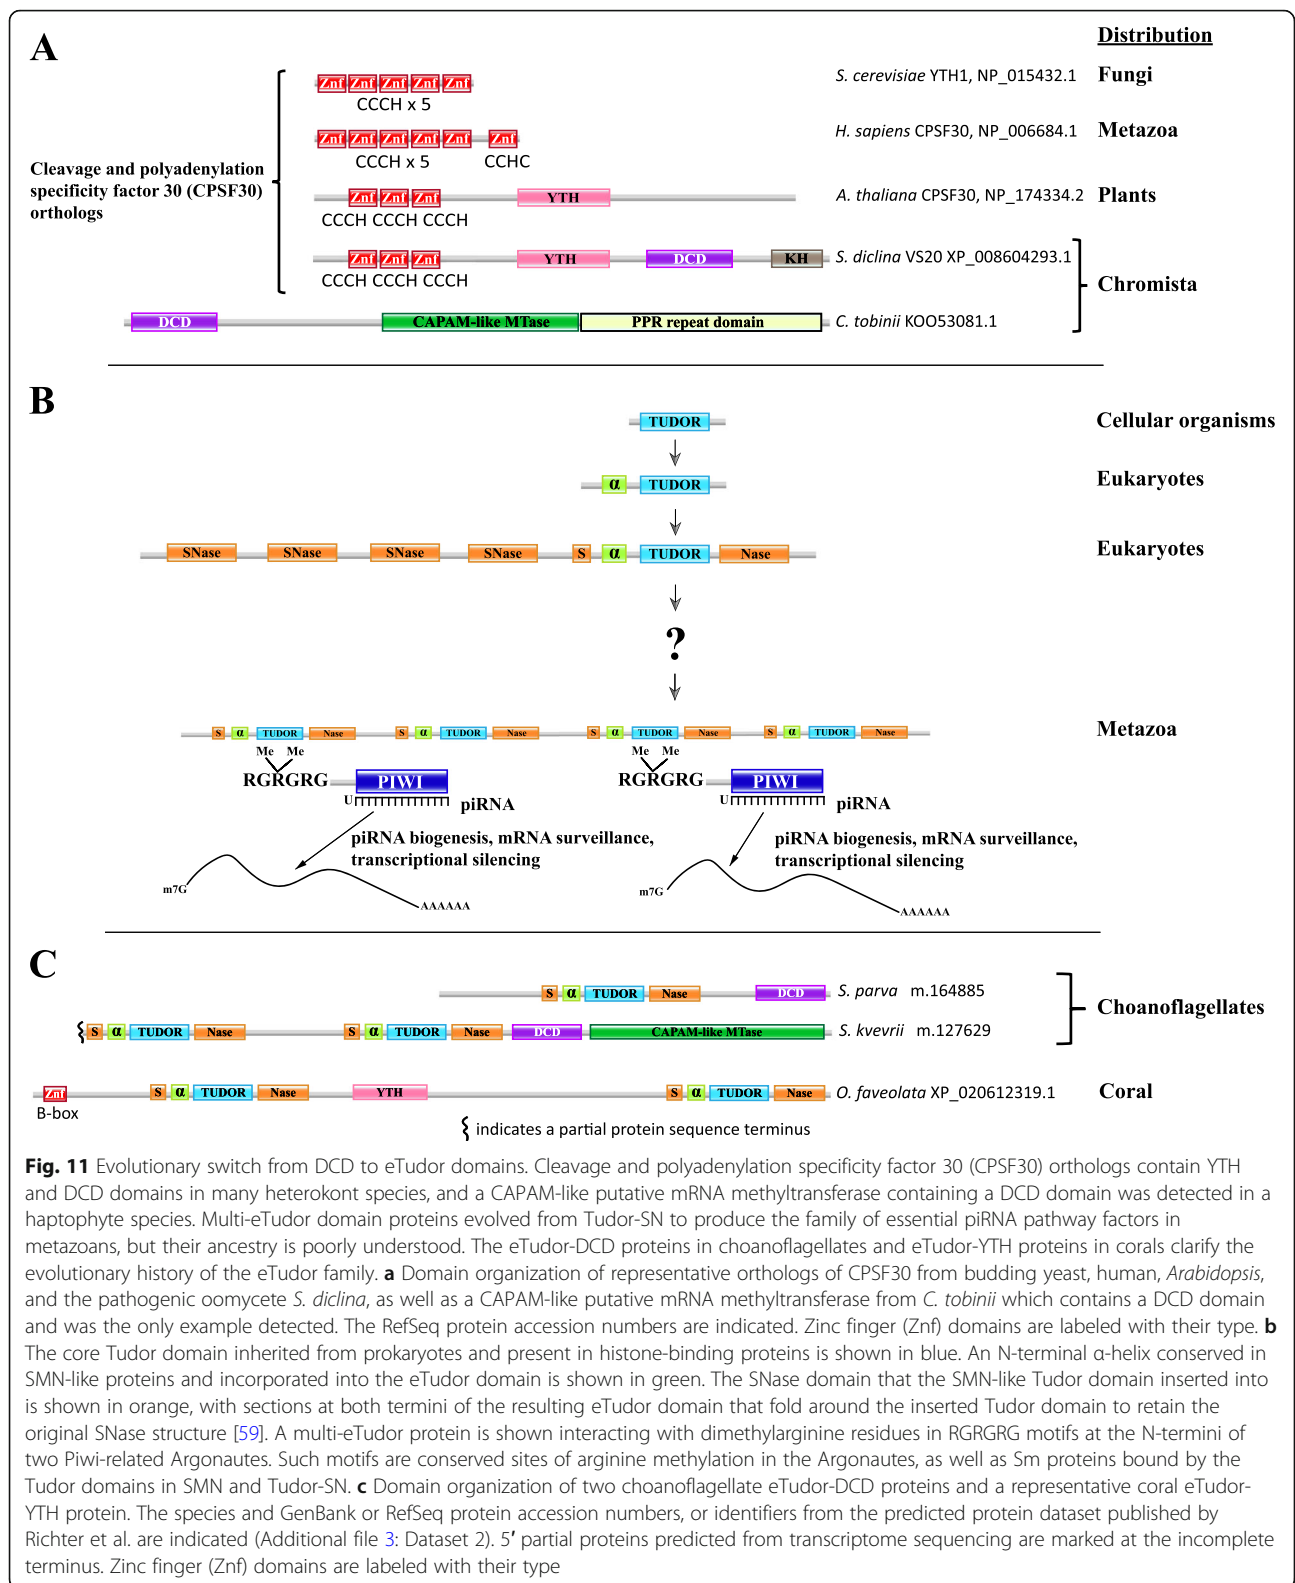 A
Distribution
Znf Znf Znf Znf Znf
CCCH x 5
S. cerevisiae YTH1, NP_015432.1
Fungi
Znf Znf Znf Znf Znf Znf
CCCH x 5 CCHC
H. sapiens CPSF30, NP_006684.1
Metazoa
Cleavage and polyadenylation
specificity factor 30 (CPSF30)
orthologs
Znf Znf Znf YTH
CCCH CCCH CCCH
A. thaliana CPSF30, NP_174334.2
Plants
Znf Znf Znf YTH DCD KH
CCCH CCCH CCCH
S. diclina VS20 XP_008604293.1
Chromista
DCD CAPAM-like MTase PPR repeat domain
C. tobinii KOO53081.1
B
TUDOR
Cellular organisms
α TUDOR
Eukaryotes
SNase SNase SNase SNase S α TUDOR Nase
Eukaryotes
?
S α TUDOR Nase S α TUDOR Nase S α TUDOR Nase S α TUDOR Nase
Metazoa
Me Me Me Me
RGRGRG PIWI RGRGRG PIWI
U piRNA U piRNA
piRNA biogenesis, mRNA surveillance,
transcriptional silencing
piRNA biogenesis, mRNA surveillance,
transcriptional silencing
m7G AAAAAA
m7G AAAAAA
C
S α TUDOR Nase DCD
S. parva m.164885
Choanoflagellates
S α TUDOR Nase S α TUDOR Nase DCD CAPAM-like MTase
S. kvevrii m.127629
Znf S α TUDOR Nase YTH S α TUDOR Nase
B-box
O. faveolata XP_020612319.1
Coral
indicates a partial protein sequence terminus
Fig. 11 Evolutionary switch from DCD to eTudor domains. Cleavage and polyadenylation specificity factor 30 (CPSF30) orthologs contain YTH
and DCD domains in many heterokont species, and a CAPAM-like putative mRNA methyltransferase containing a DCD domain was detected in a
haptophyte species. Multi-eTudor domain proteins evolved from Tudor-SN to produce the family of essential piRNA pathway factors in
metazoans, but their ancestry is poorly understood. The eTudor-DCD proteins in choanoflagellates and eTudor-YTH proteins in corals clarify the
evolutionary history of the eTudor family. a Domain organization of representative orthologs of CPSF30 from budding yeast, human, Arabidopsis,
and the pathogenic oomycete S. diclina, as well as a CAPAM-like putative mRNA methyltransferase from C. tobinii which contains a DCD domain
and was the only example detected. The RefSeq protein accession numbers are indicated. Zinc finger (Znf) domains are labeled with their type. b
The core Tudor domain inherited from prokaryotes and present in histone-binding proteins is shown in blue. An N-terminal α-helix conserved in
SMN-like proteins and incorporated into the eTudor domain is shown in green. The SNase domain that the SMN-like Tudor domain inserted into
is shown in orange, with sections at both termini of the resulting eTudor domain that fold around the inserted Tudor domain to retain the
original SNase structure [59]. A multi-eTudor protein is shown interacting with dimethylarginine residues in RGRGRG motifs at the N-termini of
two Piwi-related Argonautes. Such motifs are conserved sites of arginine methylation in the Argonautes, as well as Sm proteins bound by the
Tudor domains in SMN and Tudor-SN. c Domain organization of two choanoflagellate eTudor-DCD proteins and a representative coral eTudor-
YTH protein. The species and GenBank or RefSeq protein accession numbers, or identifiers from the predicted protein dataset published by
Richter et al. are indicated (Additional file 3: Dataset 2). 5′ partial proteins predicted from transcriptome sequencing are marked at the incomplete
terminus. Zinc finger (Znf) domains are labeled with their type